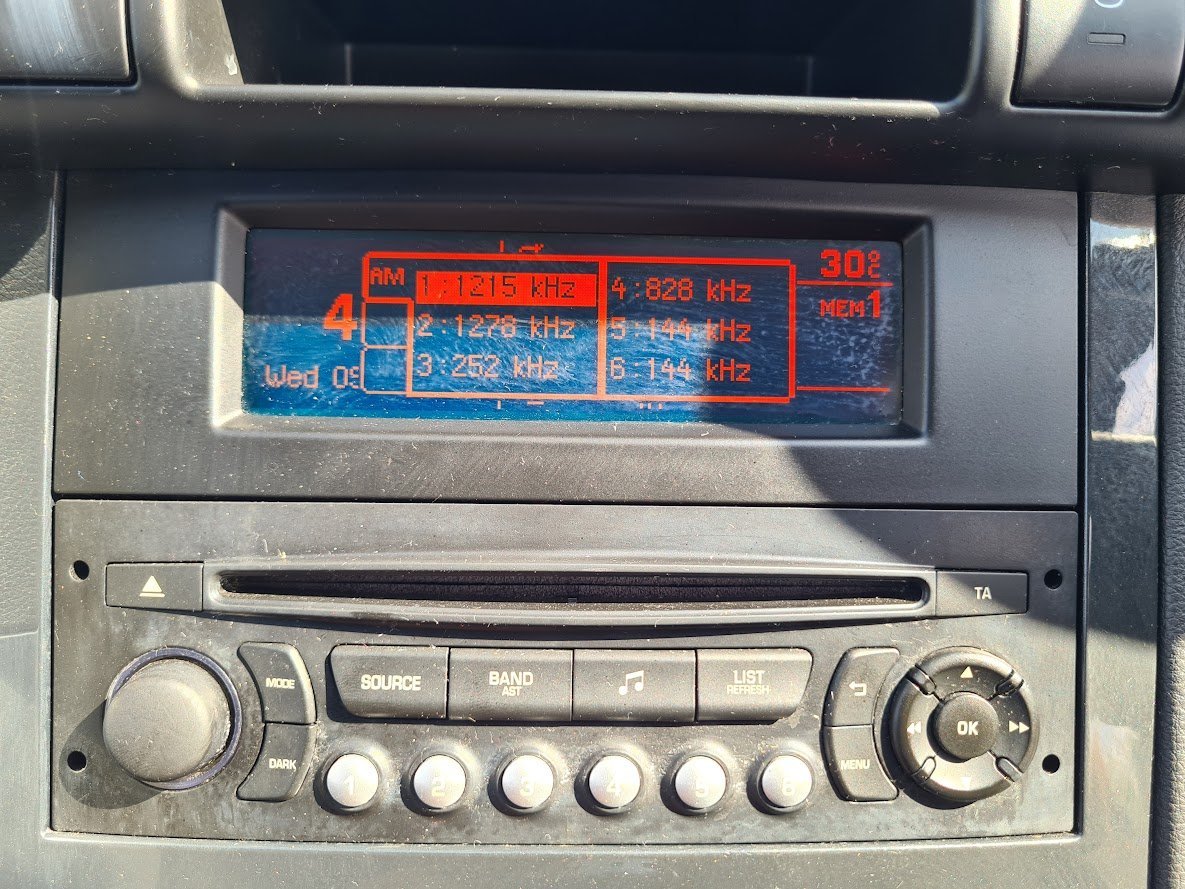 AM
1:1215 kHz
2:1278 kHz
3:252 kHz
4:828 kHz
5:144 kHz
6:144 kHz
30°C
MEM1
4
Wed 09
TA
MODE
SOURCE
BAND
AST
LIST
REFRESH
OK
DARK
MENU
1 2 3 4 5 6